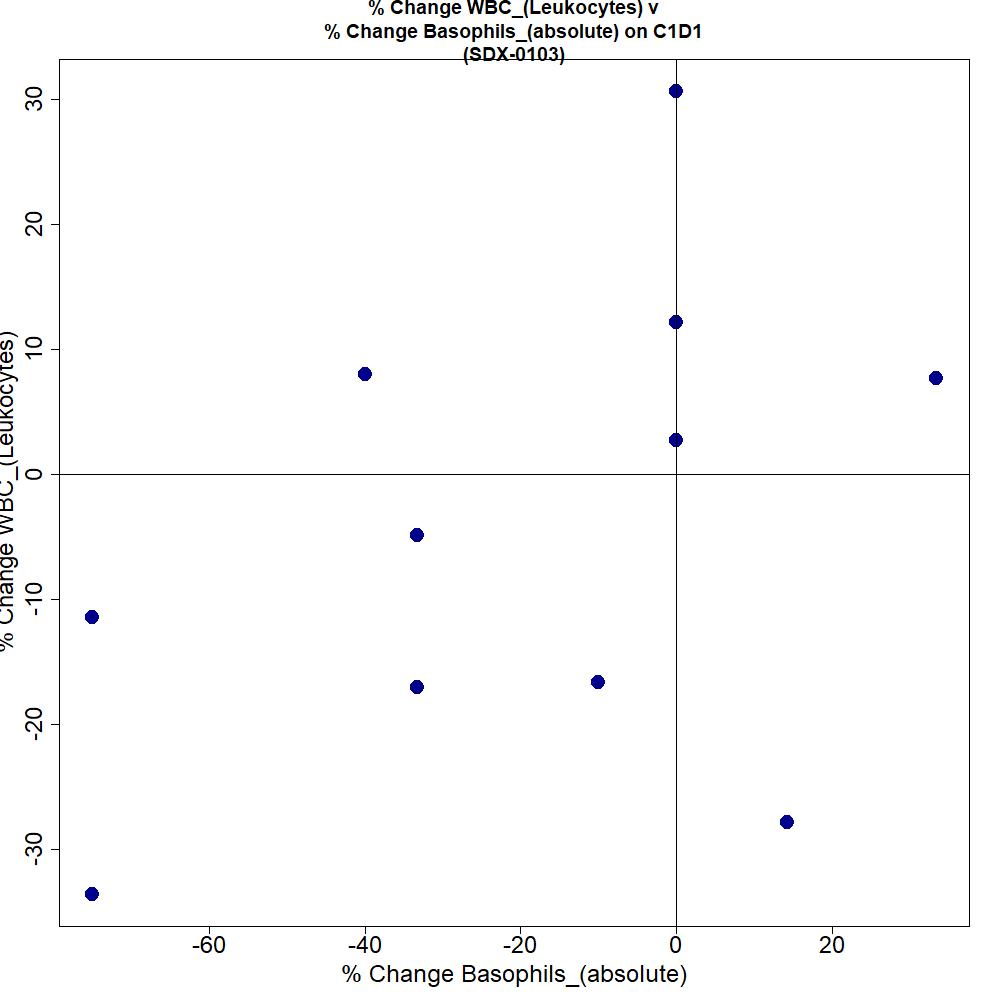 % Change WBC_(Leukocytes) v
% Change Basophils_(absolute) on C1D1
(SDX-0103)
% Change WBC_(Leukocytes)
30
20
10
0
-10
-20
-30
-60
-40
-20
0
20
% Change Basophils_(absolute)